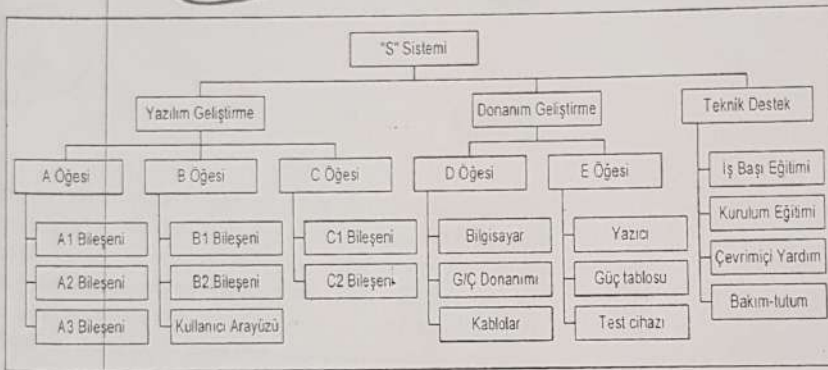 "S" Sistemi
Yazılım Geliştirme
Donanım Geliştirme
Teknik Destek
A Öğesi
B Öğesi
C Öğesi
D Öğesi
E Öğesi
İş Başı Eğitimi
A1 Bileşeni
B1 Bileşeni
C1 Bileşeni
Bilgisayar
Yazıcı
Kurulum Eğitimi
A2 Bileşeni
B2 Bileşeni
C2 Bileşeni
G/Ç Donanımı
Güç tablosu
Çevrimiçi Yardım
A3 Bileşeni
Kullanıcı Arayüzü
Kablolar
Test cihazı
Bakım-tutum